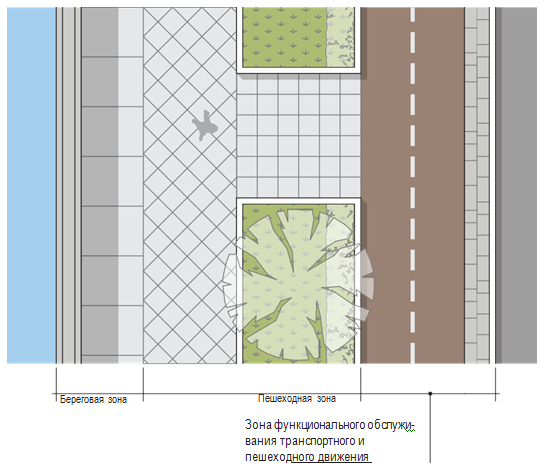 Береговая зона
Пешеходная зона
Зона функционального обслужи-
вания транспортного и
пешеходного движения